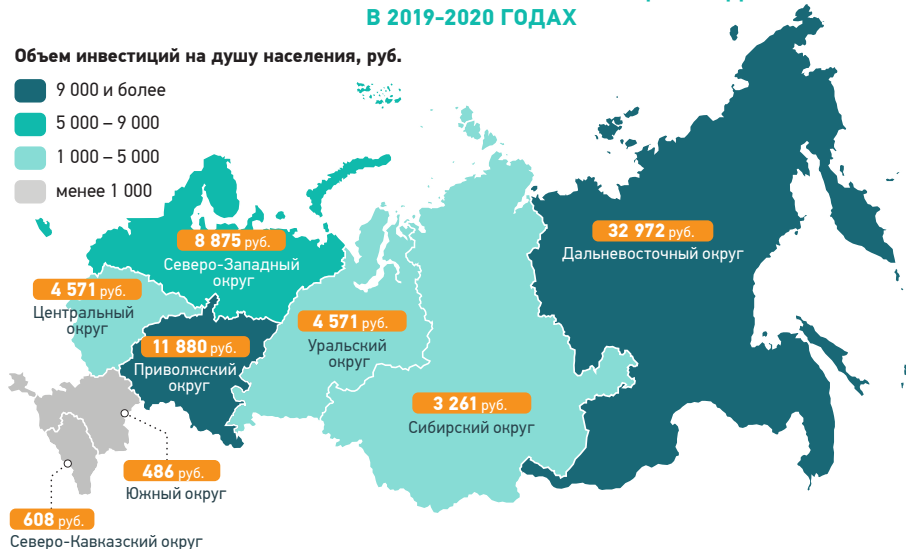 В 2019-2020 ГОДАХ
Объем инвестиций на душу населения, руб.
9 000 и более
5 000 – 9 000
1 000 – 5 000
менее 1 000
8 875 руб.
Северо-Западный
округ
32 972 руб.
Дальневосточный округ
4 571 руб.
Центральный
округ
4 571 руб.
Уральский
округ
11 880 руб.
Приволжский
округ
3 261 руб.
Сибирский округ
486 руб.
Южный округ
608 руб.
Северо-Кавказский округ